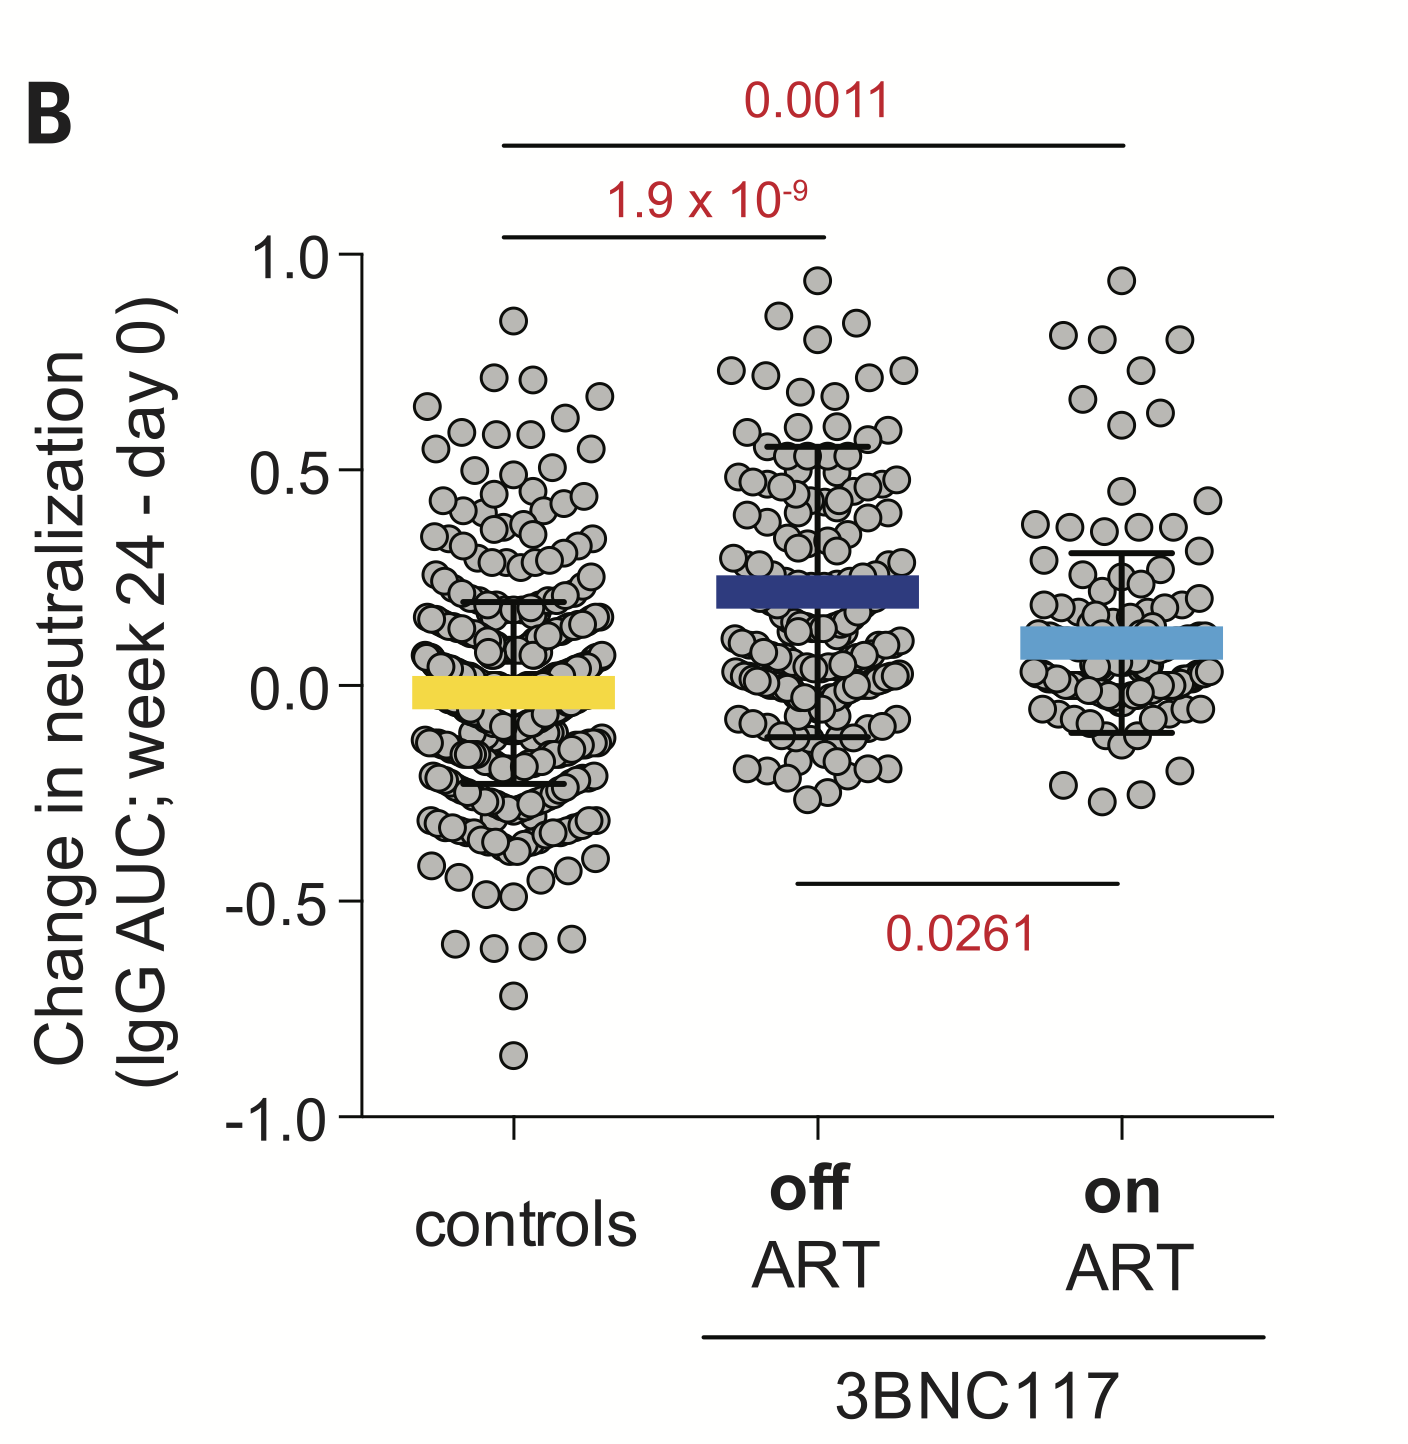 B
0.0011
1.9 x 10⁻⁹
1.0
0.5
0.0
-0.5
-1.0
Change in neutralization
(IgG AUC; week 24 - day 0)
0.0261
controls
off
ART
on
ART
3BNC117